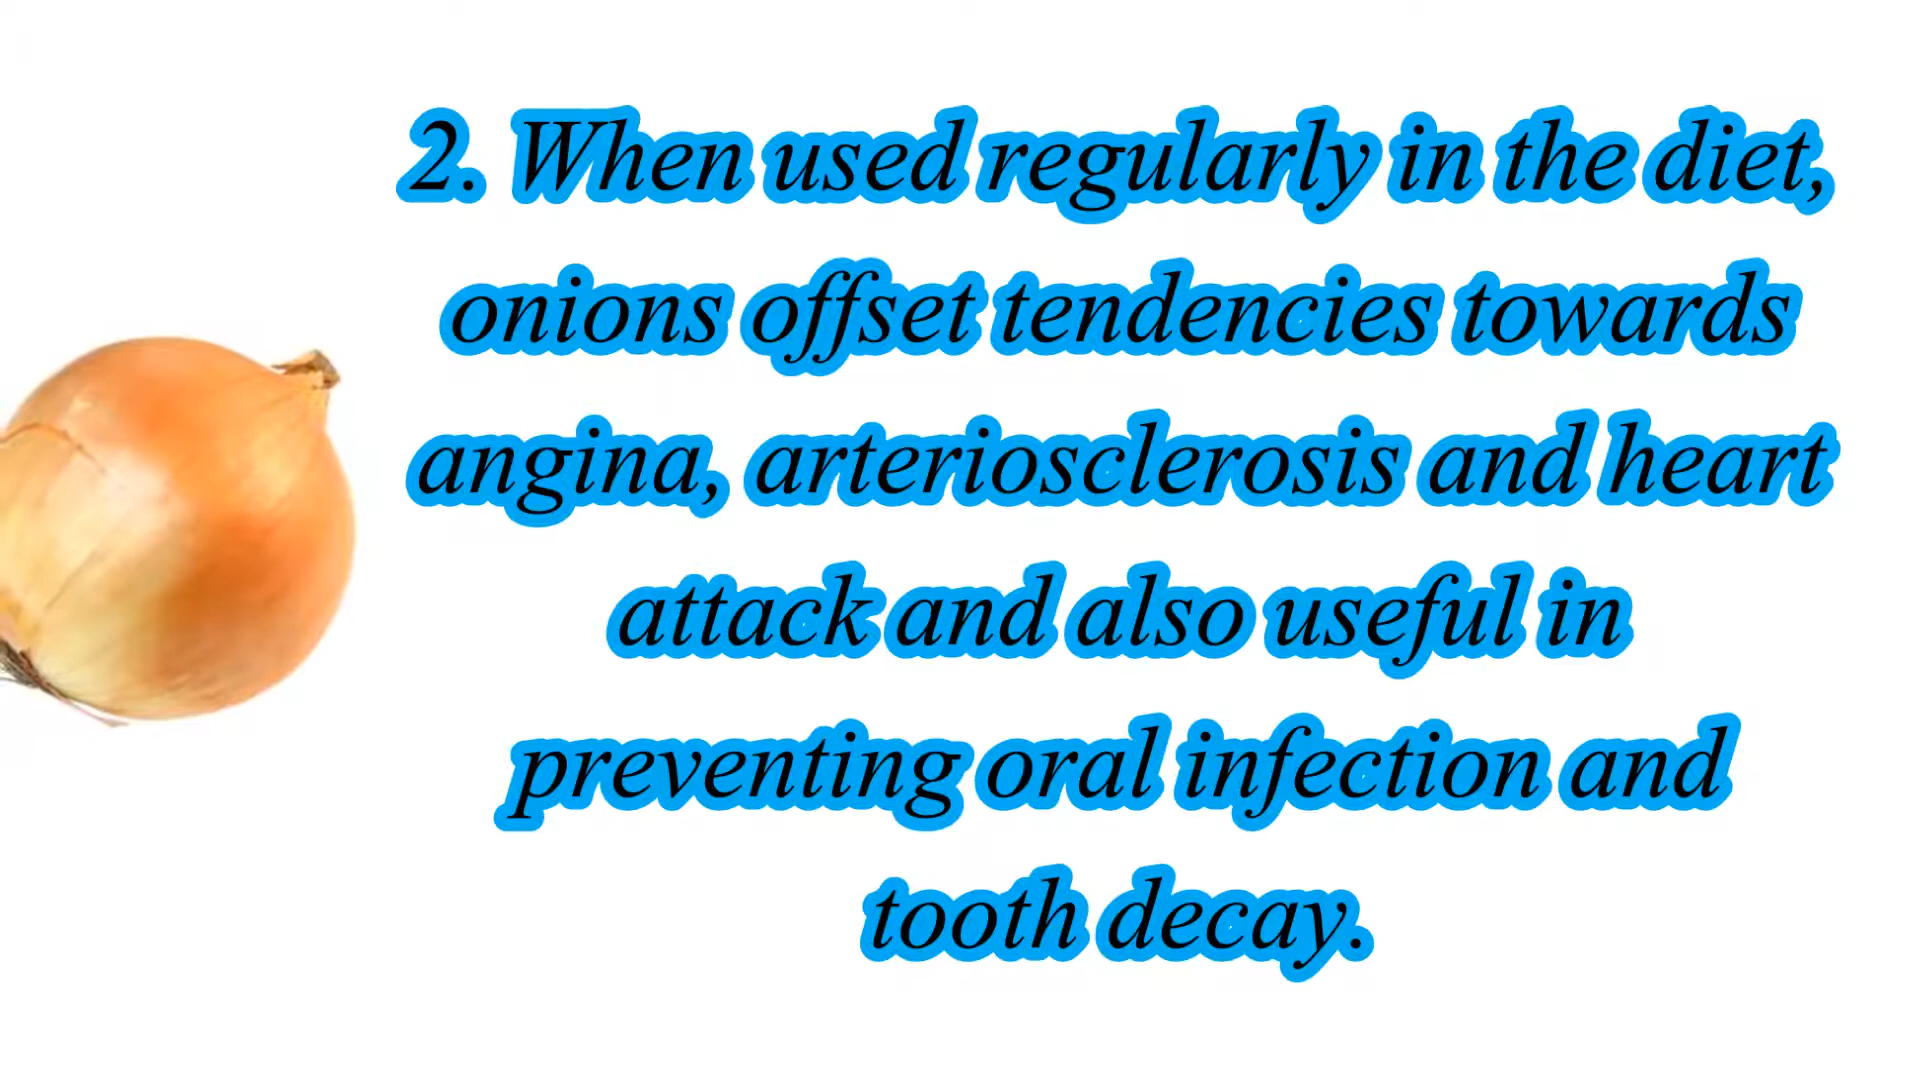 2. When used regularly in the diet,
onions offset tendencies towards
angina, arteriosclerosis and heart
attack and also useful in
preventing oral infection and
tooth decay.